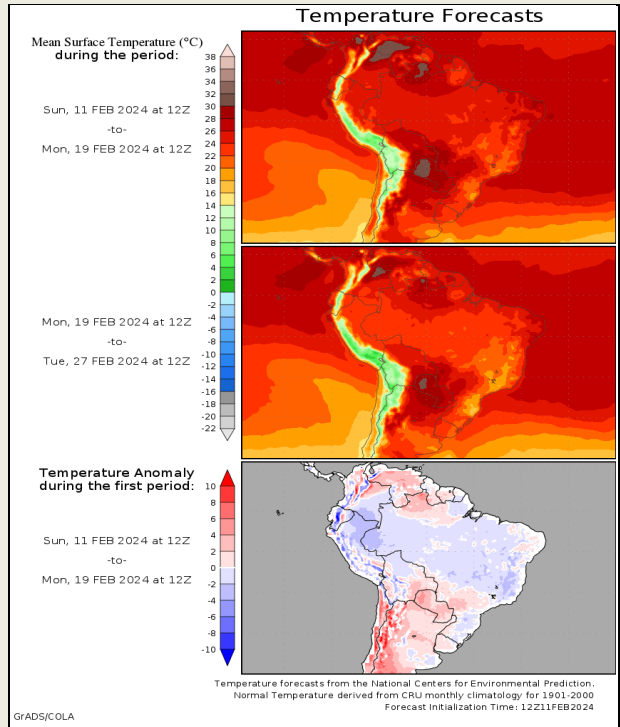 Temperature Forecasts
Mean Surface Temperature (°C)
during the period:
38
36
34
32
30
28
26
24
22
20
18
16
14
12
10
8
6
4
2
0
-2
-4
-6
-8
-10
-12
-14
-16
-18
-20
-22
Sun, 11 FEB 2024 at 12Z
-to-
Mon, 19 FEB 2024 at 12Z
Mon, 19 FEB 2024 at 12Z
-to-
Tue, 27 FEB 2024 at 12Z
Temperature Anomaly
during the first period:
10
8
6
4
2
0
-2
-4
-6
-8
-10
Sun, 11 FEB 2024 at 12Z
-to-
Mon, 19 FEB 2024 at 12Z
Temperature forecasts from the National Centers for Environmental Prediction.
Normal Temperature derived from CRU monthly climatology for 1901-2000
Forecast Initialization Time: 12Z11FEB2024
GrADS/COLA